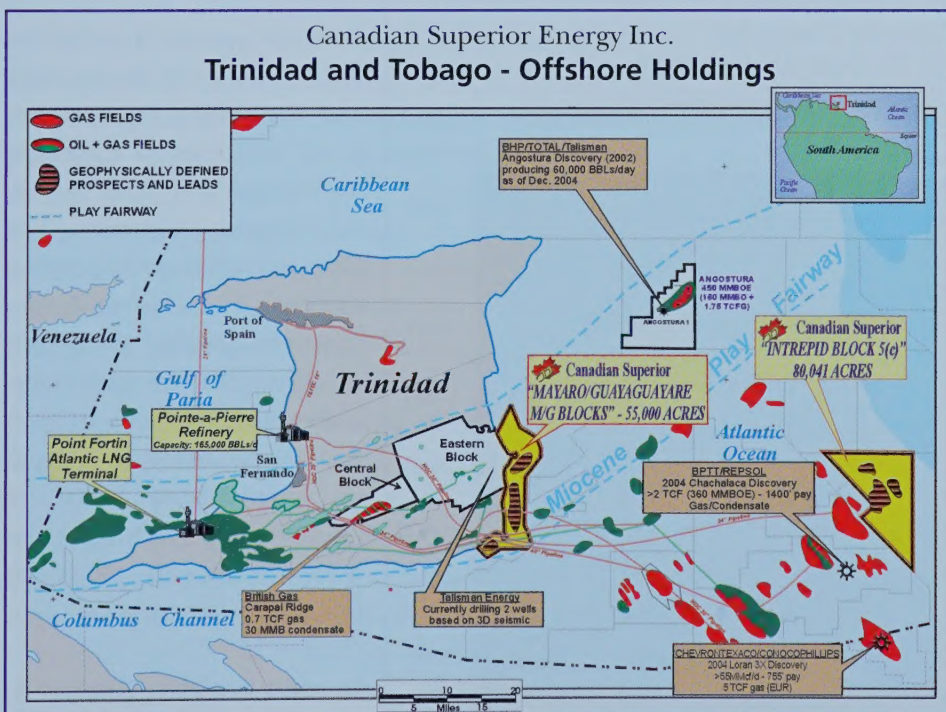 Canadian Superior Energy Inc.
Trinidad and Tobago - Offshore Holdings
GAS FIELDS
OIL + GAS FIELDS
GEOPHYSICALLY DEFINED
PROSPECTS AND LEADS
PLAY FAIRWAY
Caribbean
Sea
BHP/TOTAL/Talisman
Angostura Discovery (2002)
producing 60,000 BBLs/day
as of Dec. 2004
Trinidad
Atlantic
Ocean
South America
Pacific
Ocean
ANGOSTURA
450 MMBOE
(160 MMBO +
1.75 TCFG)
ANGOSTURA 1
Play Fairway
Miocene
Venezuela
Port of
Spain
Trinidad
Gulf of
Paria
Pointe-a-Pierre
Refinery
Capacity: 165,000 BBLs/d
Point Fortin
Atlantic LNG
Terminal
San
Fernando
Central
Block
Eastern
Block
Canadian Superior
"MAYARO/GUAYAGUAYARE
M/G BLOCKS" - 55,000 ACRES
Canadian Superior
"INTREPID BLOCK 5(c)"
80,041 ACRES
Atlantic
Ocean
BPTT/REPSOL
2004 Chachalaca Discovery
>2 TCF (360 MMBOE) - 1400' pay
Gas/Condensate
British Gas
Carapal Ridge
0.7 TCF gas
30 MMB condensate
Talisman Energy
Currently drilling 2 wells
based on 3D seismic
Columbus Channel
CHEVRONTEXACO/CONOCOPHILLIPS
2004 Loran 3X Discovery
>55MMcf/d - 755' pay
5 TCF gas (EUR)
0 10 20
5 Miles 15